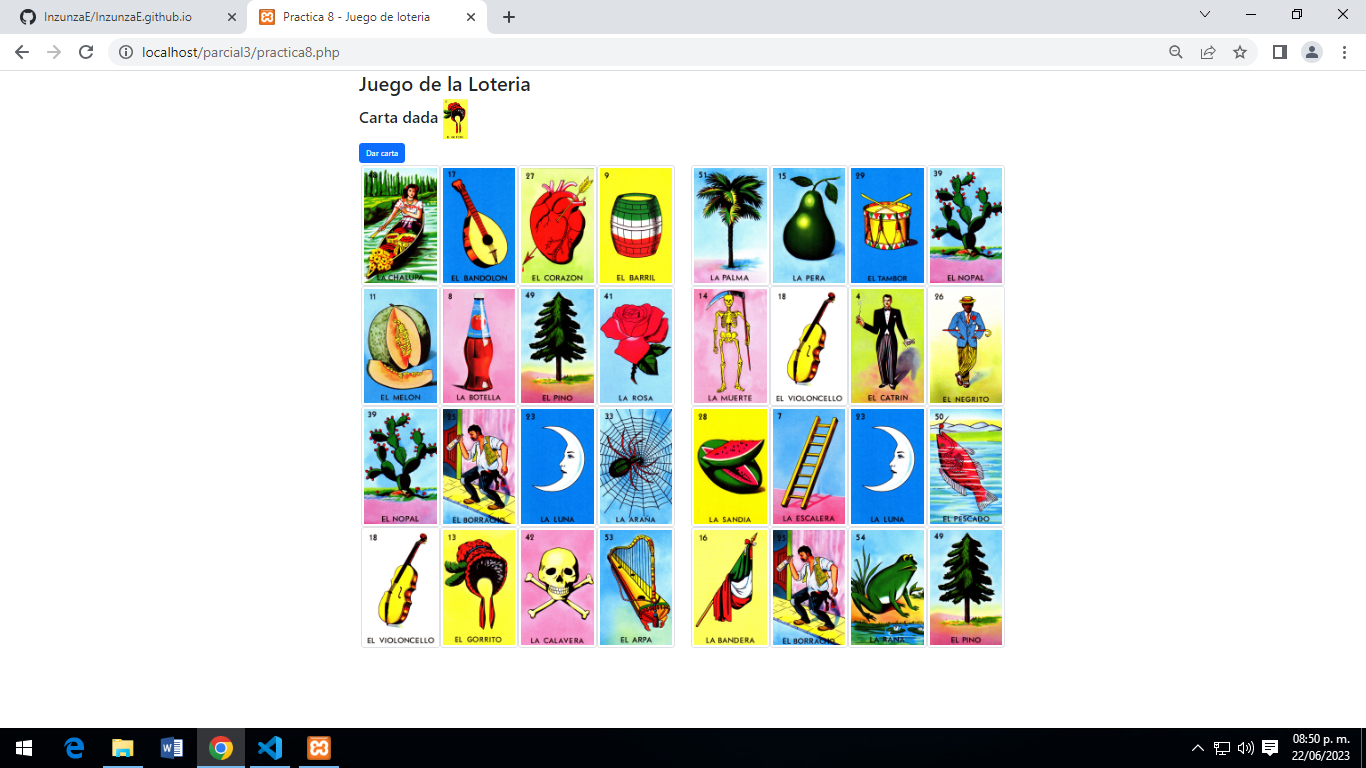 InzunzaE/InzunzaE.github.io
Practica 8 - Juego de loteria
localhost/parcial3/practica8.php
Juego de la Loteria
Carta dada
Dar carta
LA CHALUPA
17 EL BANDOLON
27 EL CORAZON
9 EL BARRIL
51 LA PALMA
15 LA PERA
29 EL TAMBOR
39 EL NOPAL
11 EL MELON
8 LA BOTELLA
49 EL PINO
41 LA ROSA
14 LA MUERTE
18 EL VIOLONCELLO
4 EL CATRIN
26 EL NEGRITO
39 EL NOPAL
25 EL BORRACHO
23 LA LUNA
33 LA ARAÑA
28 LA SANDIA
7 LA ESCALERA
23 LA LUNA
50 EL PESCADO
18 EL VIOLONCELLO
13 EL GORRITO
42 LA CALAVERA
53 EL ARPA
16 LA BANDERA
25 EL BORRACHO
54 LA RANA
49 EL PINO
08:50 p. m.
22/06/2023